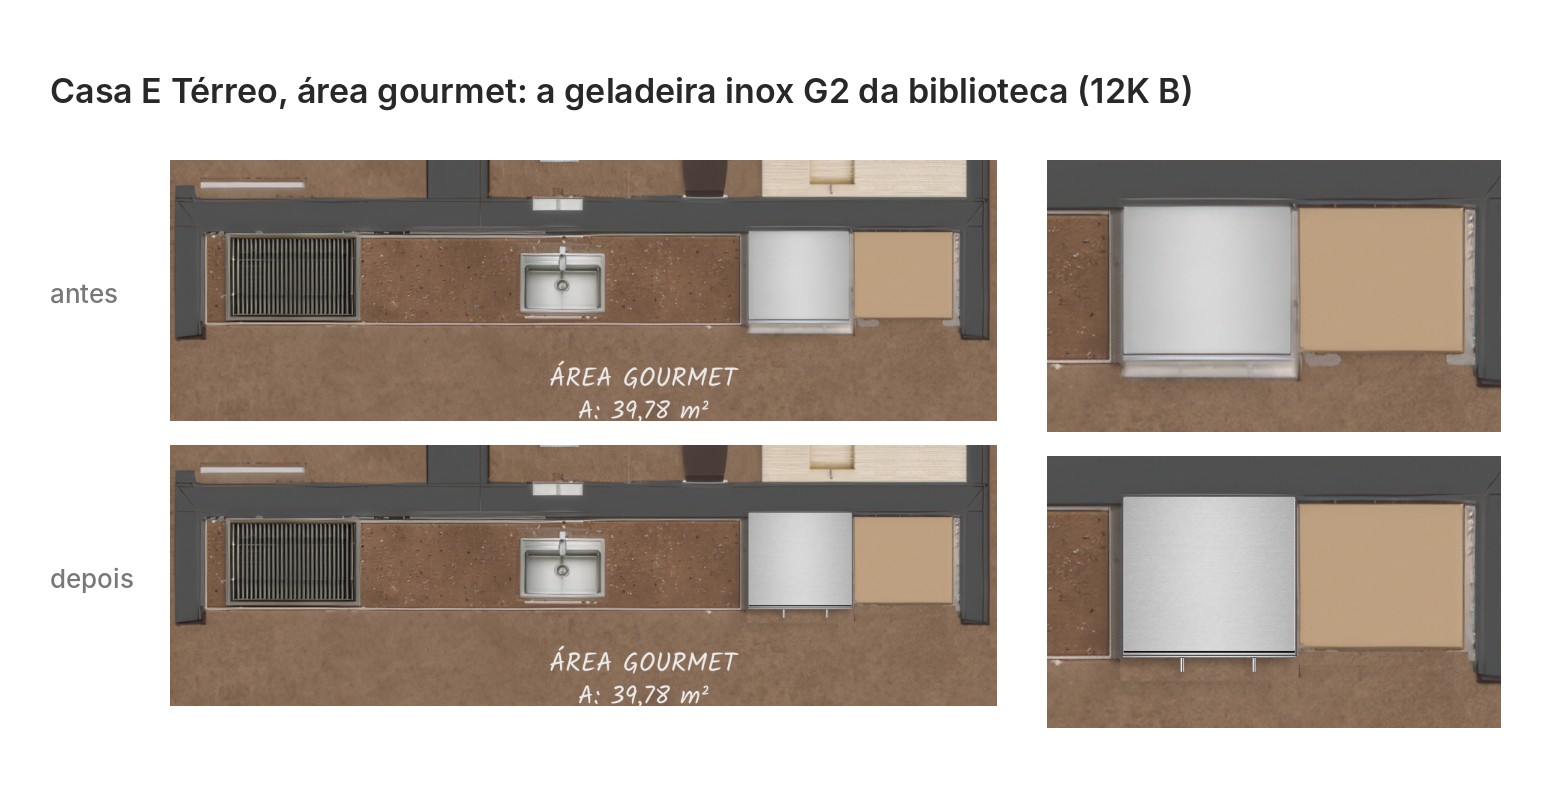 Casa E Térreo, área gourmet: a geladeira inox G2 da biblioteca (12K B)
antes
ÁREA GOURMET
A: 39,78 m²
depois
ÁREA GOURMET
A: 39,78 m²